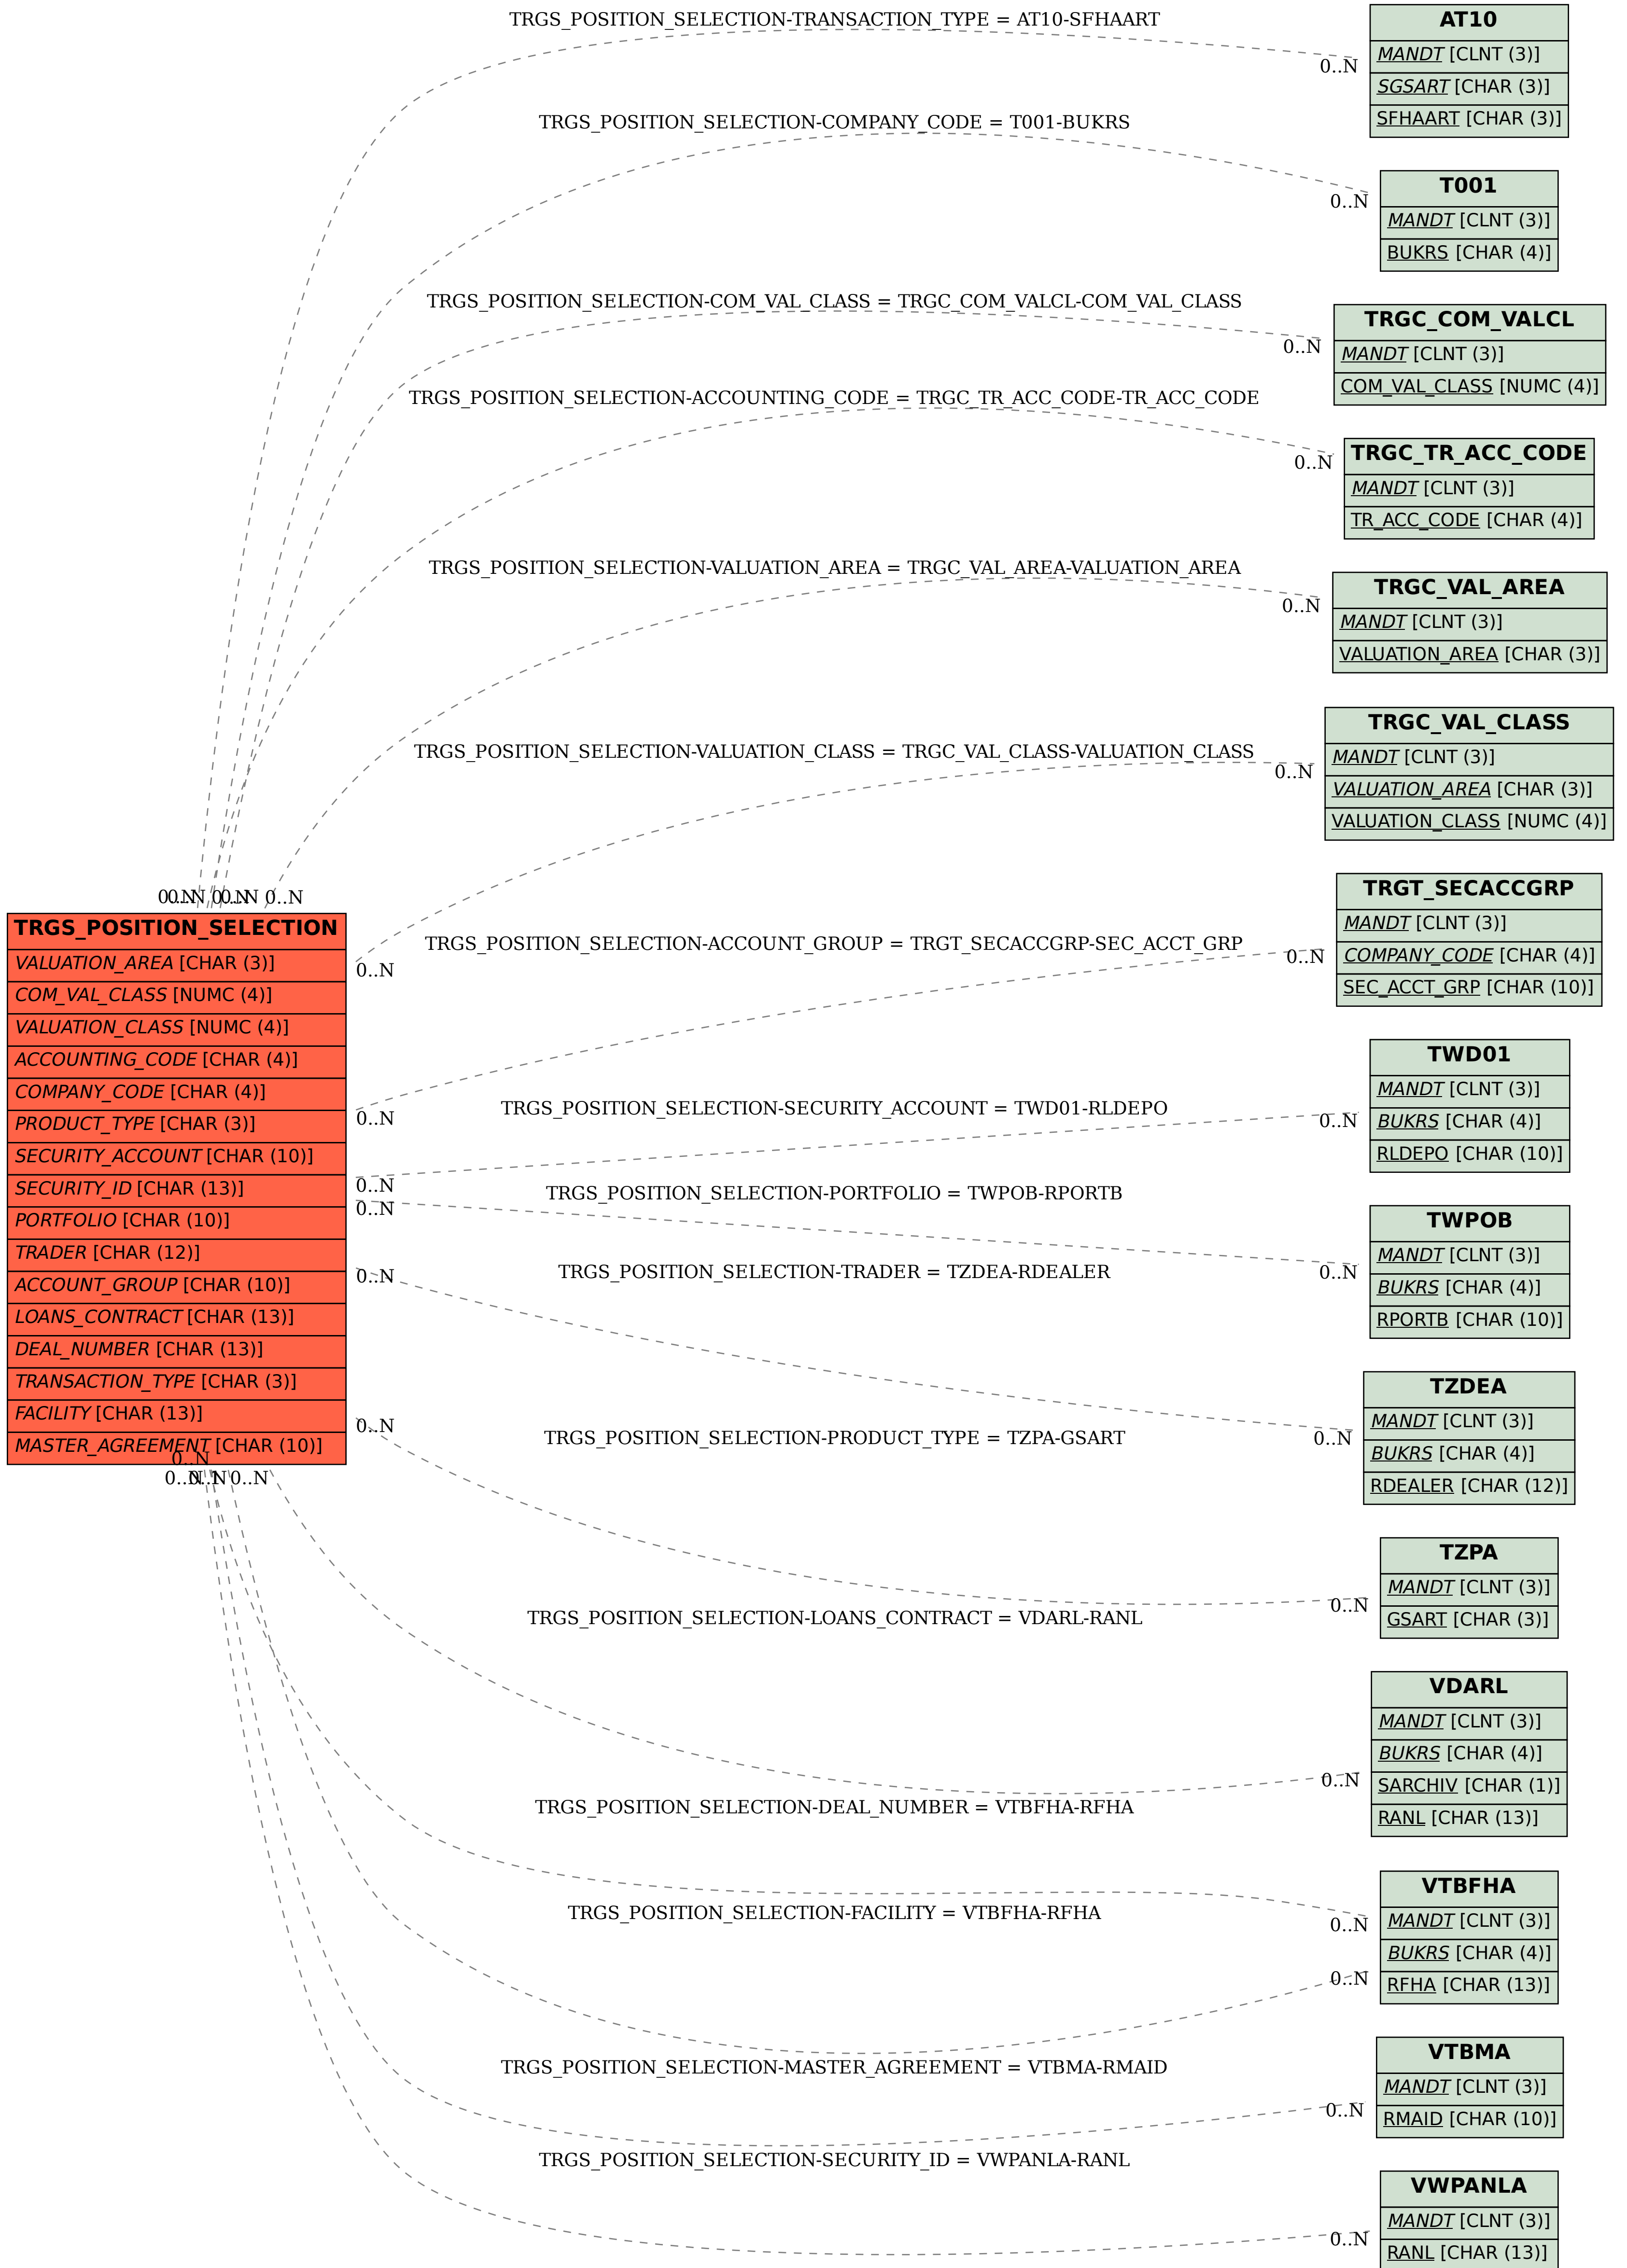 TRGS_POSITION_SELECTION-TRANSACTION_TYPE = AT10-SFHAART
0..N
AT10
MANDT [CLNT (3)]
SGSART [CHAR (3)]
SFHAART [CHAR (3)]
TRGS_POSITION_SELECTION-COMPANY_CODE = T001-BUKRS
0..N
T001
MANDT [CLNT (3)]
BUKRS [CHAR (4)]
TRGS_POSITION_SELECTION-COM_VAL_CLASS = TRGC_COM_VALCL-COM_VAL_CLASS
0..N
TRGC_COM_VALCL
MANDT [CLNT (3)]
COM_VAL_CLASS [NUMC (4)]
TRGS_POSITION_SELECTION-ACCOUNTING_CODE = TRGC_TR_ACC_CODE-TR_ACC_CODE
0..N
TRGC_TR_ACC_CODE
MANDT [CLNT (3)]
TR_ACC_CODE [CHAR (4)]
TRGS_POSITION_SELECTION-VALUATION_AREA = TRGC_VAL_AREA-VALUATION_AREA
0..N
TRGC_VAL_AREA
MANDT [CLNT (3)]
VALUATION_AREA [CHAR (3)]
TRGS_POSITION_SELECTION-VALUATION_CLASS = TRGC_VAL_CLASS-VALUATION_CLASS
0..N
TRGC_VAL_CLASS
MANDT [CLNT (3)]
VALUATION_AREA [CHAR (3)]
VALUATION_CLASS [NUMC (4)]
0..N 0..N 0..N 0..N 0..N
TRGS_POSITION_SELECTION
VALUATION_AREA [CHAR (3)]
COM_VAL_CLASS [NUMC (4)]
VALUATION_CLASS [NUMC (4)]
ACCOUNTING_CODE [CHAR (4)]
COMPANY_CODE [CHAR (4)]
PRODUCT_TYPE [CHAR (3)]
SECURITY_ACCOUNT [CHAR (10)]
SECURITY_ID [CHAR (13)]
PORTFOLIO [CHAR (10)]
TRADER [CHAR (12)]
ACCOUNT_GROUP [CHAR (10)]
LOANS_CONTRACT [CHAR (13)]
DEAL_NUMBER [CHAR (13)]
TRANSACTION_TYPE [CHAR (3)]
FACILITY [CHAR (13)]
MASTER_AGREEMENT [CHAR (10)]
0..N
0..N 0..N
0..N
0..N
0..N
0..N
0..N
0..N
0..N
TRGS_POSITION_SELECTION-ACCOUNT_GROUP = TRGT_SECACCGRP-SEC_ACCT_GRP
0..N
TRGT_SECACCGRP
MANDT [CLNT (3)]
COMPANY_CODE [CHAR (4)]
SEC_ACCT_GRP [CHAR (10)]
TRGS_POSITION_SELECTION-SECURITY_ACCOUNT = TWD01-RLDEPO
0..N
TWD01
MANDT [CLNT (3)]
BUKRS [CHAR (4)]
RLDEPO [CHAR (10)]
TRGS_POSITION_SELECTION-PORTFOLIO = TWPOB-RPORTB
0..N
TWPOB
MANDT [CLNT (3)]
BUKRS [CHAR (4)]
RPORTB [CHAR (10)]
TRGS_POSITION_SELECTION-TRADER = TZDEA-RDEALER
0..N
TZDEA
MANDT [CLNT (3)]
BUKRS [CHAR (4)]
RDEALER [CHAR (12)]
TRGS_POSITION_SELECTION-PRODUCT_TYPE = TZPA-GSART
0..N
TZPA
MANDT [CLNT (3)]
GSART [CHAR (3)]
TRGS_POSITION_SELECTION-LOANS_CONTRACT = VDARL-RANL
0..N
VDARL
MANDT [CLNT (3)]
BUKRS [CHAR (4)]
SARCHIV [CHAR (1)]
RANL [CHAR (13)]
TRGS_POSITION_SELECTION-DEAL_NUMBER = VTBFHA-RFHA
0..N
VTBFHA
MANDT [CLNT (3)]
BUKRS [CHAR (4)]
RFHA [CHAR (13)]
TRGS_POSITION_SELECTION-FACILITY = VTBFHA-RFHA
0..N
TRGS_POSITION_SELECTION-MASTER_AGREEMENT = VTBMA-RMAID
0..N
VTBMA
MANDT [CLNT (3)]
RMAID [CHAR (10)]
TRGS_POSITION_SELECTION-SECURITY_ID = VWPANLA-RANL
0..N
VWPANLA
MANDT [CLNT (3)]
RANL [CHAR (13)]